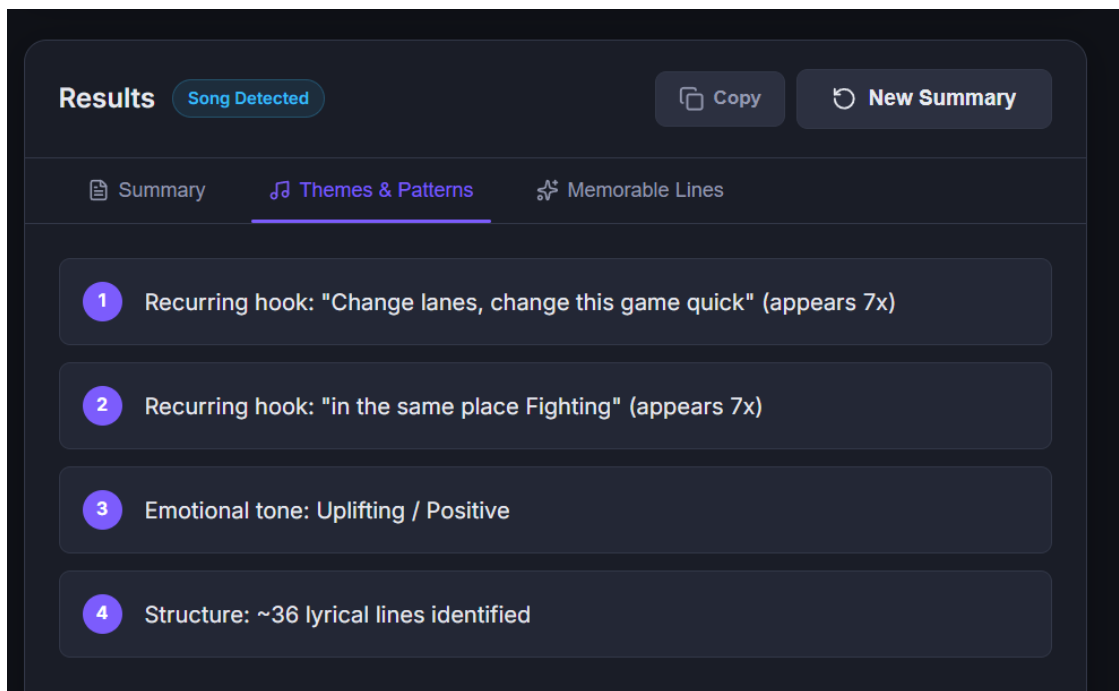 Results
Song Detected
Copy
New Summary
Summary
Themes & Patterns
Memorable Lines
1
Recurring hook: "Change lanes, change this game quick" (appears 7x)
2
Recurring hook: "in the same place Fighting" (appears 7x)
3
Emotional tone: Uplifting / Positive
4
Structure: ~36 lyrical lines identified